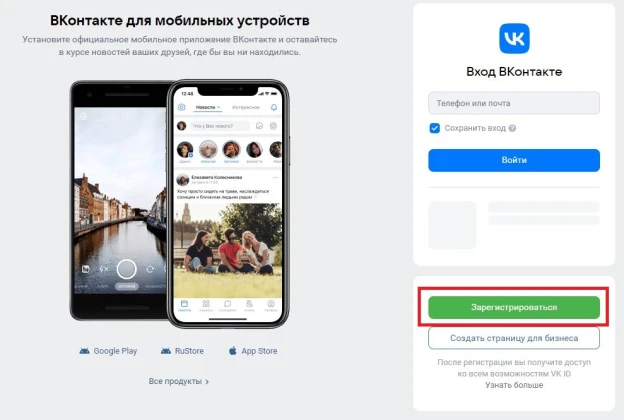 ВКонтакте для мобильных устройств
Установите официальное мобильное приложение ВКонтакте и оставайтесь
в курсе новостей ваших друзей, где бы вы ни находились.
12:48
Новости
Интересное
Что у Вас нового?
Елизавета Колесникова
Хочу просто сидеть на траве, наслаждаться
солнцем и близкими людьми рядом
Google Play
RuStore
App Store
Все продукты >
VK
Вход ВКонтакте
Телефон или почта
Сохранить вход
Войти
Зарегистрироваться
Создать страницу для бизнеса
После регистрации вы получите доступ
ко всем возможностям VK ID
Узнать больше